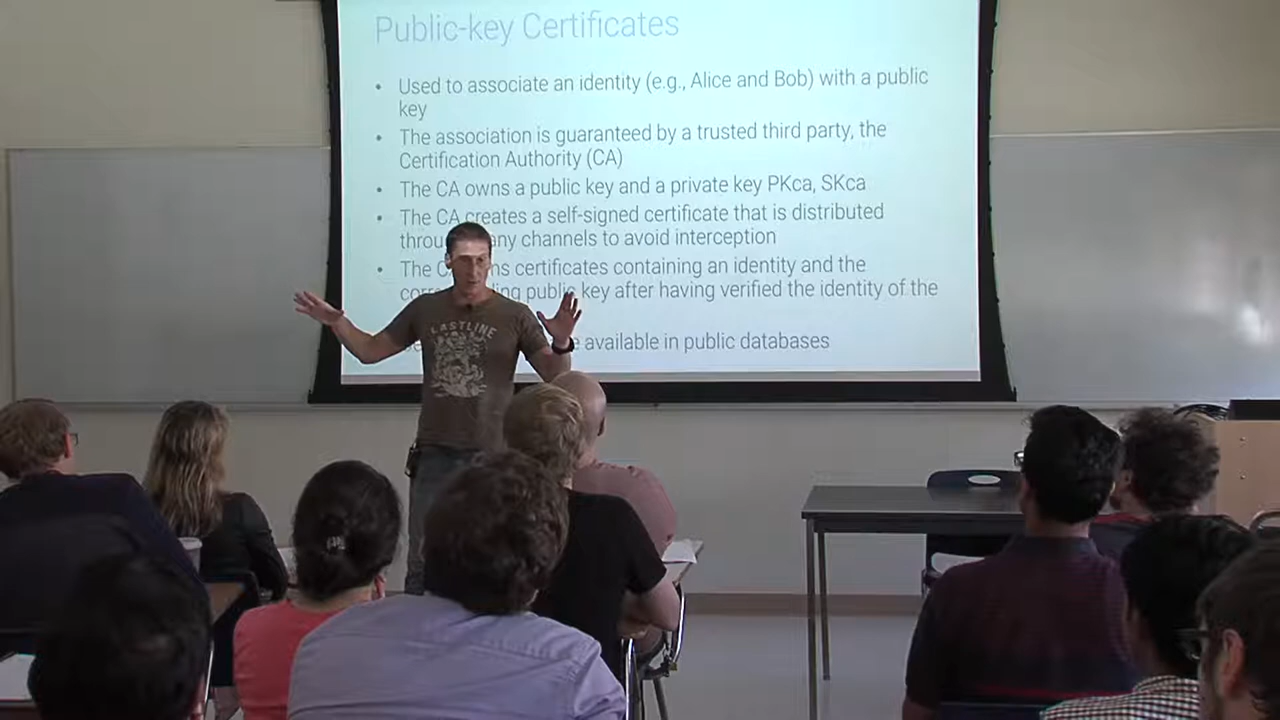 Public-key Certificates
• Used to associate an identity (e.g., Alice and Bob) with a public
key
• The association is guaranteed by a trusted third party, the
Certification Authority (CA)
• The CA owns a public key and a private key PKca, SKca
• The CA creates a self-signed certificate that is distributed
throu any channels to avoid interception
• The C ns certificates containing an identity and the
corre ding public key after having verified the identity of the
available in public databases
LASTLINE